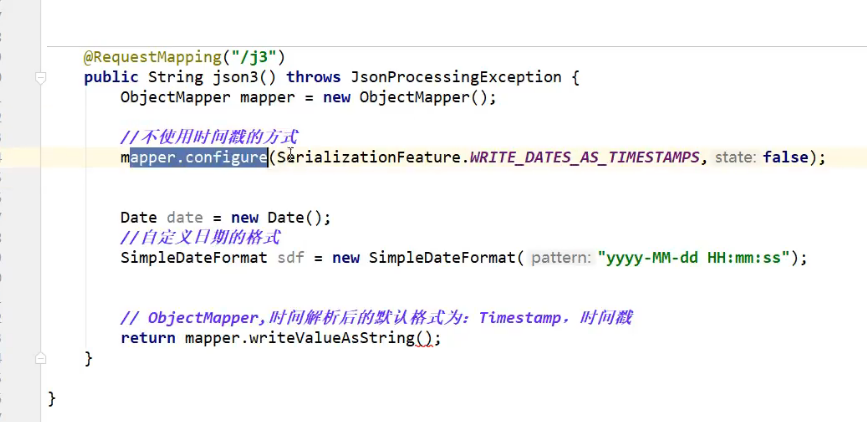 @RequestMapping("/j3")
public String json3() throws JsonProcessingException {
ObjectMapper mapper = new ObjectMapper();
//不使用时间戳的方式
mapper.configure(SerializationFeature.WRITE_DATES_AS_TIMESTAMPS, state: false);
Date date = new Date();
//自定义日期的格式
SimpleDateFormat sdf = new SimpleDateFormat( pattern: "yyyy-MM-dd HH:mm:ss");
// ObjectMapper,时间解析后的默认格式为: Timestamp, 时间戳
return mapper.writeValueAsString();
}
}